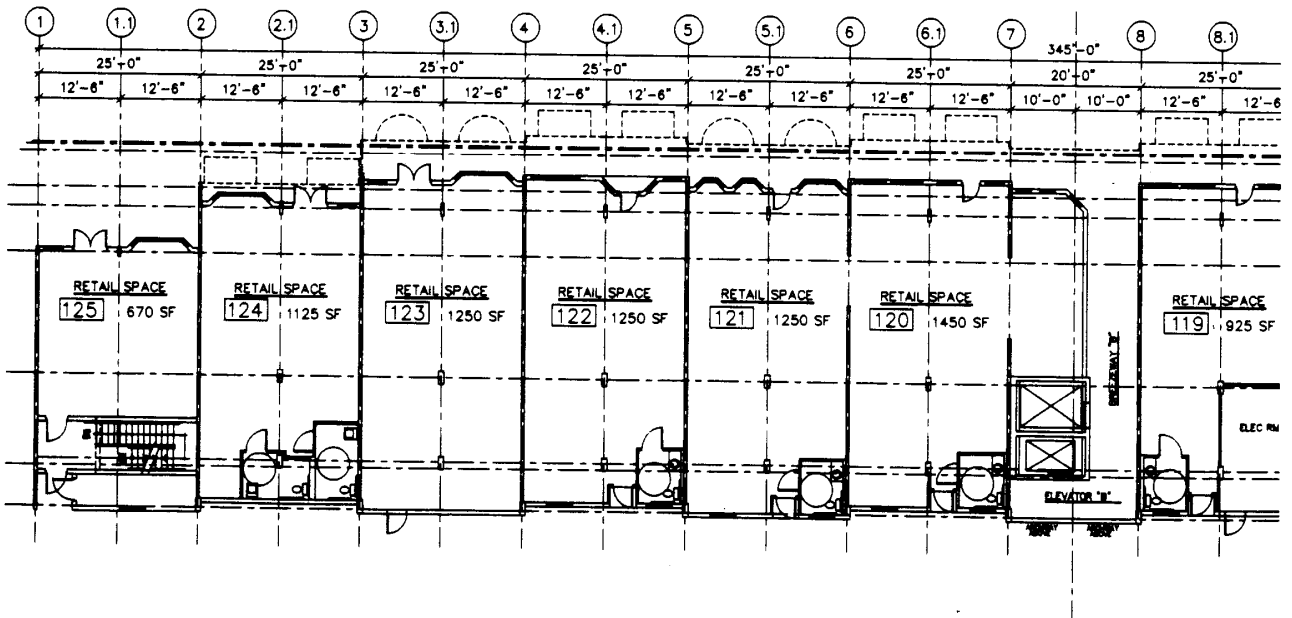 1 1.1 2 2.1 3 3.1 4 4.1 5 5.1 6 6.1 7 8 8.1
345'-0"
25'-0" 25'-0" 25'-0" 25'-0" 25'-0" 25'-0" 20'-0" 25'-0"
12'-6" 12'-6" 12'-6" 12'-6" 12'-6" 12'-6" 12'-6" 12'-6" 12'-6" 12'-6" 12'-6" 12'-6" 10'-0" 10'-0" 12'-6" 12'-6
RETAIL SPACE
125 670 SF
RETAIL SPACE
124 1125 SF
RETAIL SPACE
123 1250 SF
RETAIL SPACE
122 1250 SF
RETAIL SPACE
121 1250 SF
RETAIL SPACE
120 1450 SF
RETAIL SPACE
119 925 SF
BREEZEWAY "B"
ELEC RM
ELEVATOR "B"